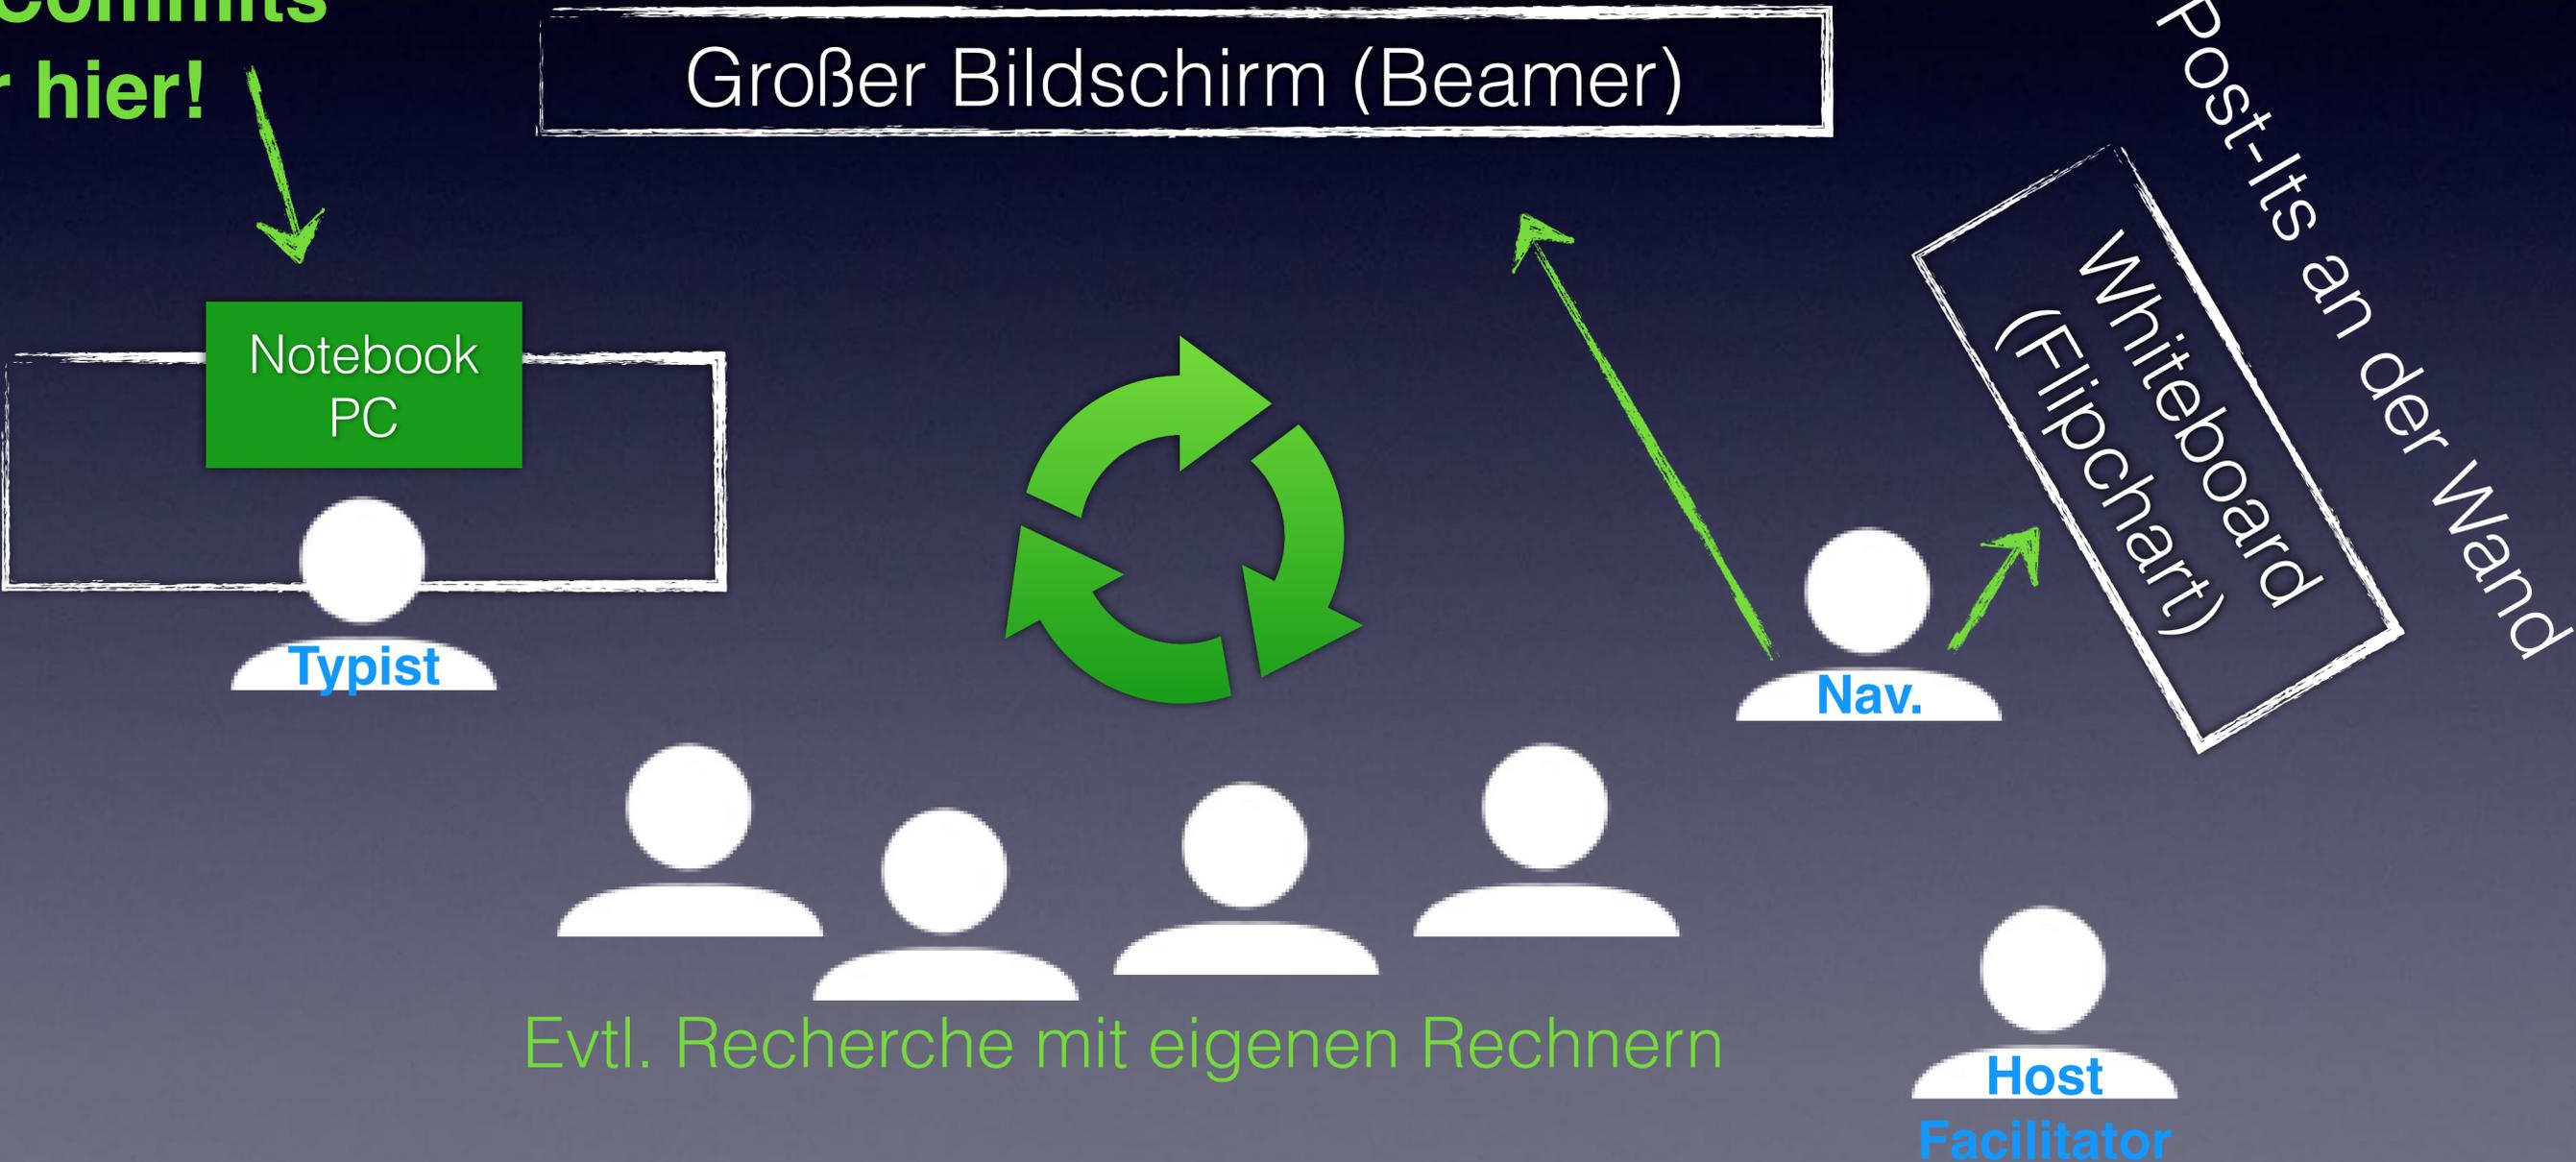 Commits
hier!
Großer Bildschirm (Beamer)
Post-Its an der Wand
Whiteboard
(Flipchart)
Notebook
PC
Typist
Nav.
Evtl. Recherche mit eigenen Rechnern
Host
Facilitator